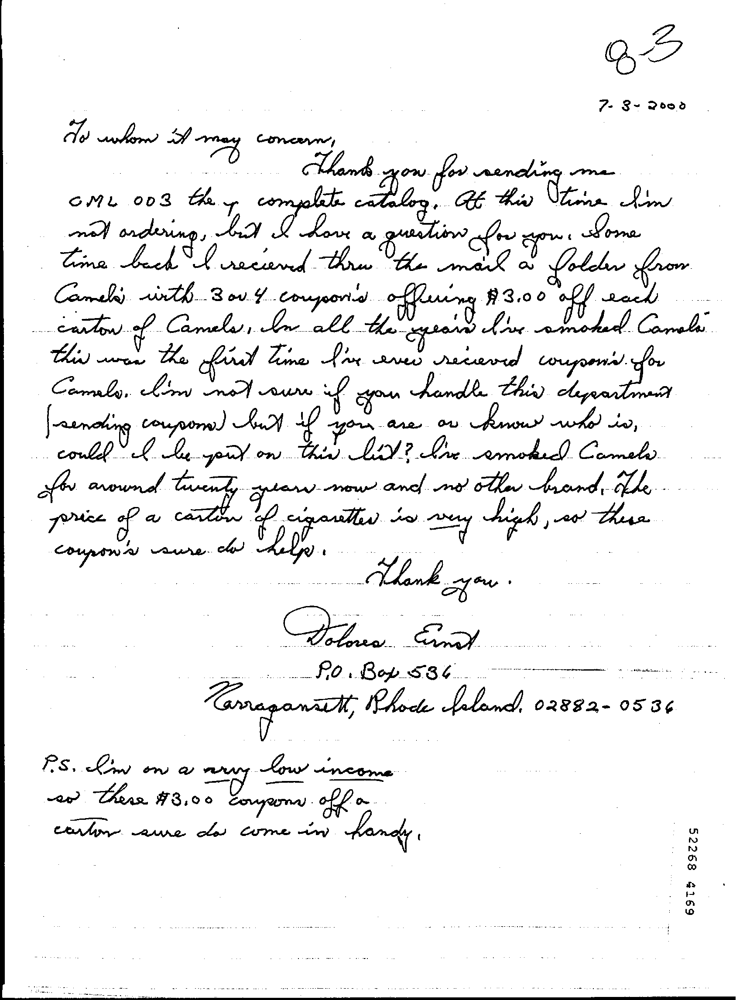 8-3
7-3-2000
To whom it may concern,
Thank you for sending me
CML 003 the complete catalog. At this time I'm
not ordering, but I have a question for you. Some
time back I recieved thru the mail a folder from
Camels with 3 or 4 coupon's offering $3.00 off each
carton of Camels. In all the years I've smoked Camels
this was the first time I've ever recieved coupon's for
Camels. I'm not sure if you handle this department
(sending coupons) but if you are or know who is,
could I be put on this list? I've smoked Camels
for around twenty years now and no other brand. The
price of a carton of cigarettes is very high, so these
coupon's sure do help.
Thank you.
Dolores Ernst
P.O. Box 536
Narragansett, Rhode Island. 02882-0536
P.S. I'm on a very low income
so these $3.00 coupons off a
carton sure do come in handy.
52268 4169